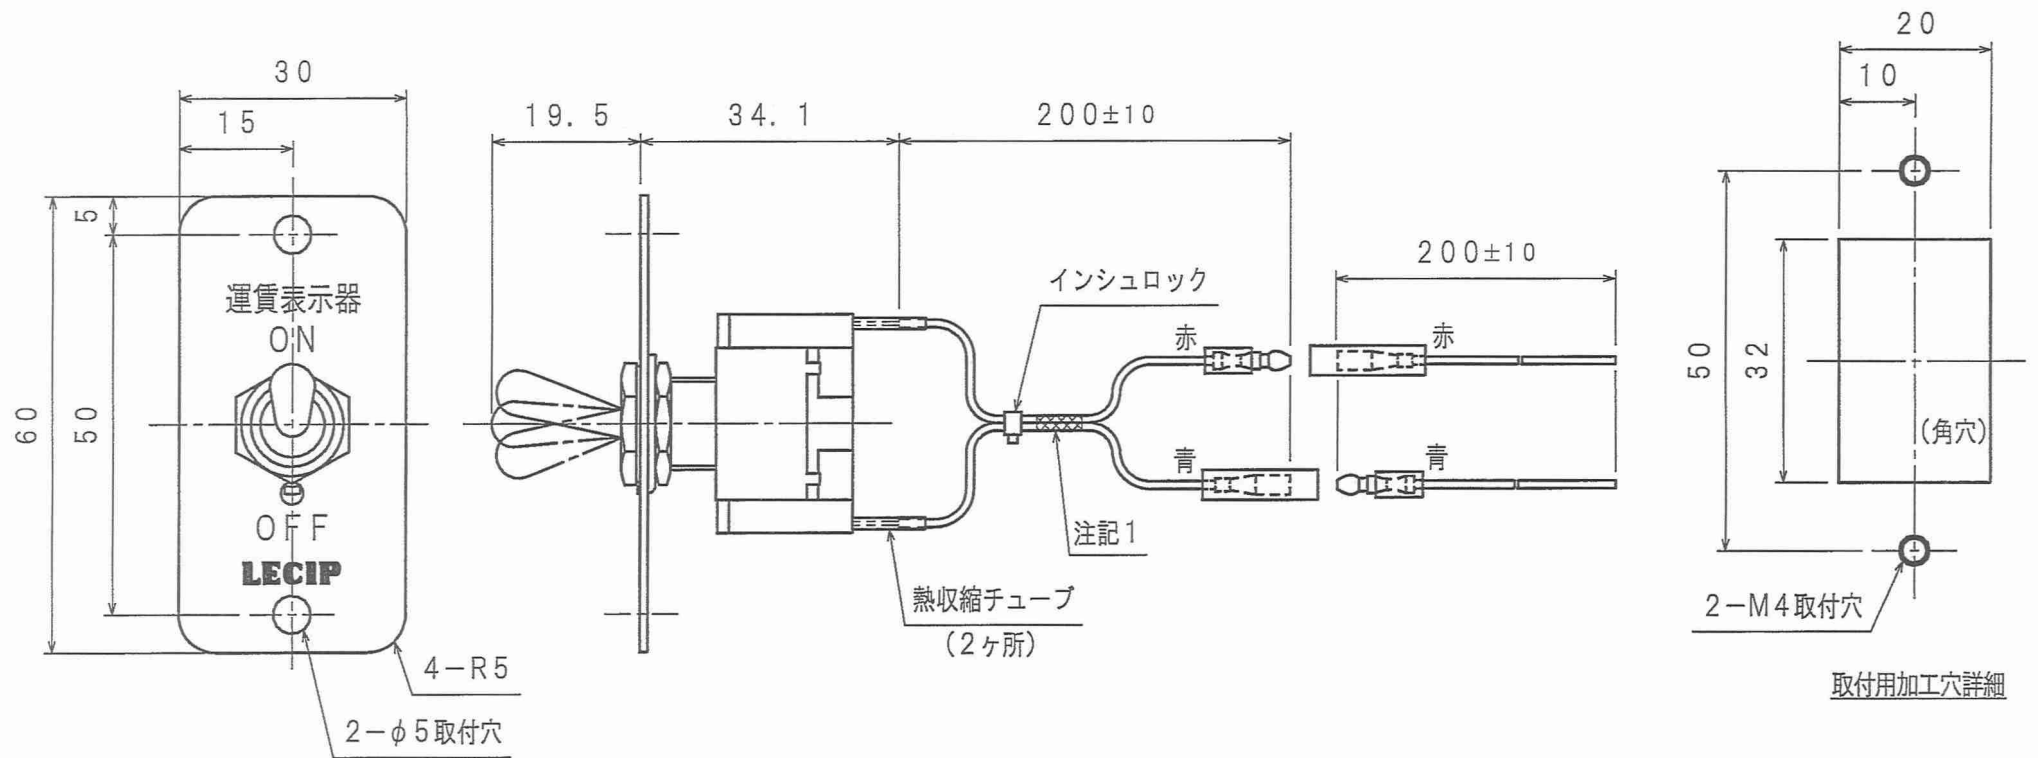 30
15
5
60
50
運賃表示器
ON
OFF
LECIP
4-R5
2-φ5取付穴
19.5
34.1
200±10
インシュロック
赤
青
注記1
熱収縮チューブ
(2ヶ所)
200±10
赤
青
20
10
50
32
(角穴)
2-M4取付穴
取付用加工穴詳細